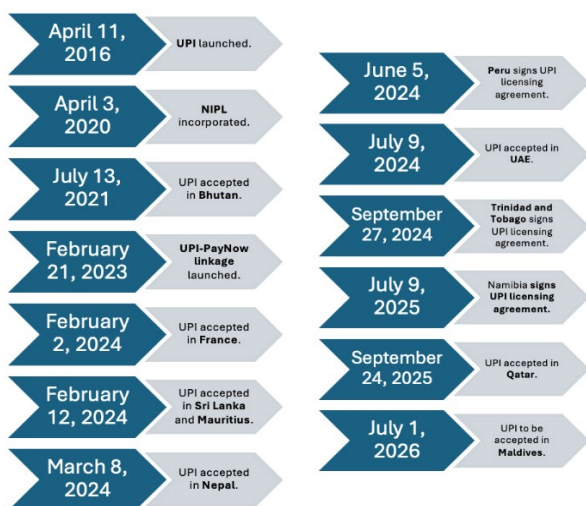 April 11,
2016
UPI launched.
April 3,
2020
NIPL
incorporated.
July 13,
2021
UPI accepted
in Bhutan.
February
21, 2023
UPI-PayNow
linkage
launched.
February
2, 2024
UPI accepted
in France.
February
12, 2024
UPI accepted
in Sri Lanka
and Mauritius.
March 8,
2024
UPI accepted
in Nepal.
June 5,
2024
Peru signs UPI
licensing
agreement.
July 9,
2024
UPI accepted in
UAE.
September
27, 2024
Trinidad and
Tobago signs
UPI licensing
agreement.
July 9,
2025
Namibia signs
UPI licensing
agreement.
September
24, 2025
UPI accepted in
Qatar.
July 1,
2026
UPI to be
accepted in
Maldives.